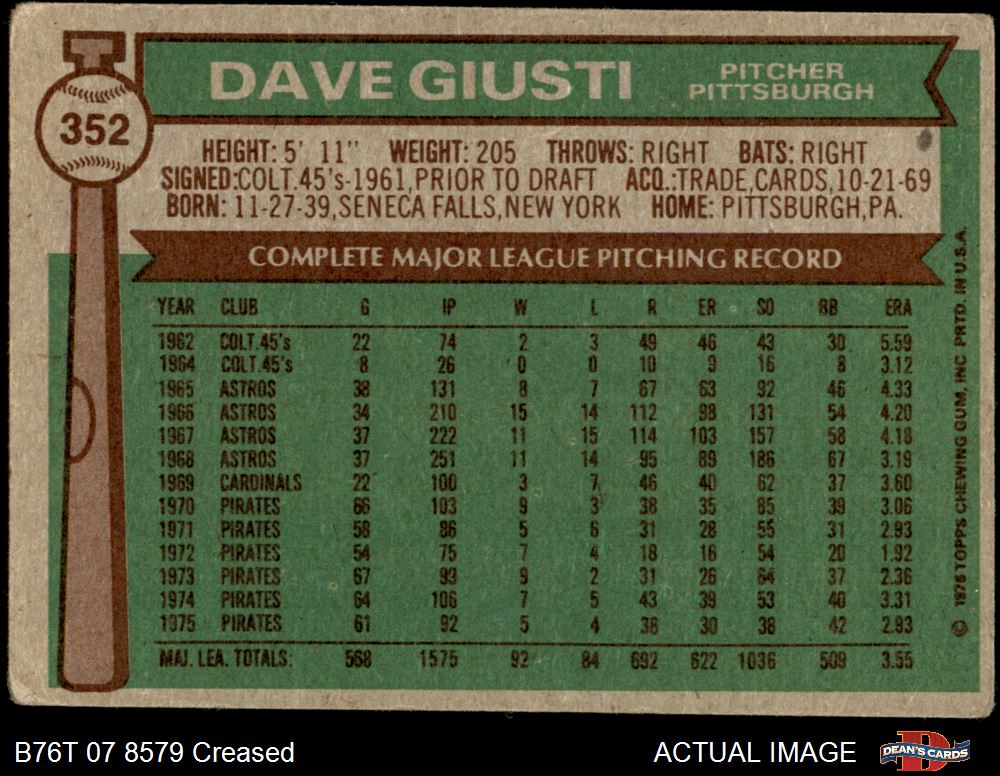 352
DAVE GIUSTI
PITCHER
PITTSBURGH
HEIGHT: 5' 11" WEIGHT: 205 THROWS: RIGHT BATS: RIGHT
SIGNED:COLT.45's-1961,PRIOR TO DRAFT ACQ.:TRADE,CARDS,10-21-69
BORN: 11-27-39,SENECA FALLS,NEW YORK HOME: PITTSBURGH,PA.
COMPLETE MAJOR LEAGUE PITCHING RECORD
YEAR CLUB G IP W L R ER SO BB ERA
1962 COLT.45's 22 74 2 3 49 46 43 30 5.59
1964 COLT.45's 8 26 0 0 10 9 16 8 3.12
1965 ASTROS 38 131 8 7 67 63 92 46 4.33
1966 ASTROS 34 210 15 14 112 98 131 54 4.20
1967 ASTROS 37 222 11 15 114 103 157 58 4.18
1968 ASTROS 37 251 11 14 95 89 186 67 3.19
1969 CARDINALS 22 100 3 7 46 40 62 37 3.60
1970 PIRATES 66 103 9 3 38 35 85 39 3.06
1971 PIRATES 58 86 5 6 31 28 55 31 2.93
1972 PIRATES 54 75 7 4 18 16 54 20 1.92
1973 PIRATES 67 99 9 2 31 26 64 37 2.36
1974 PIRATES 64 106 7 5 43 39 53 40 3.31
1975 PIRATES 61 92 5 4 38 30 38 42 2.93
MAJ. LEA. TOTALS: 568 1575 92 84 692 622 1036 509 3.55
© 1976 TOPPS CHEWING GUM, INC. PRTD. IN U.S.A.
B76T 07 8579 Creased
ACTUAL IMAGE
DEAN'S CARDS